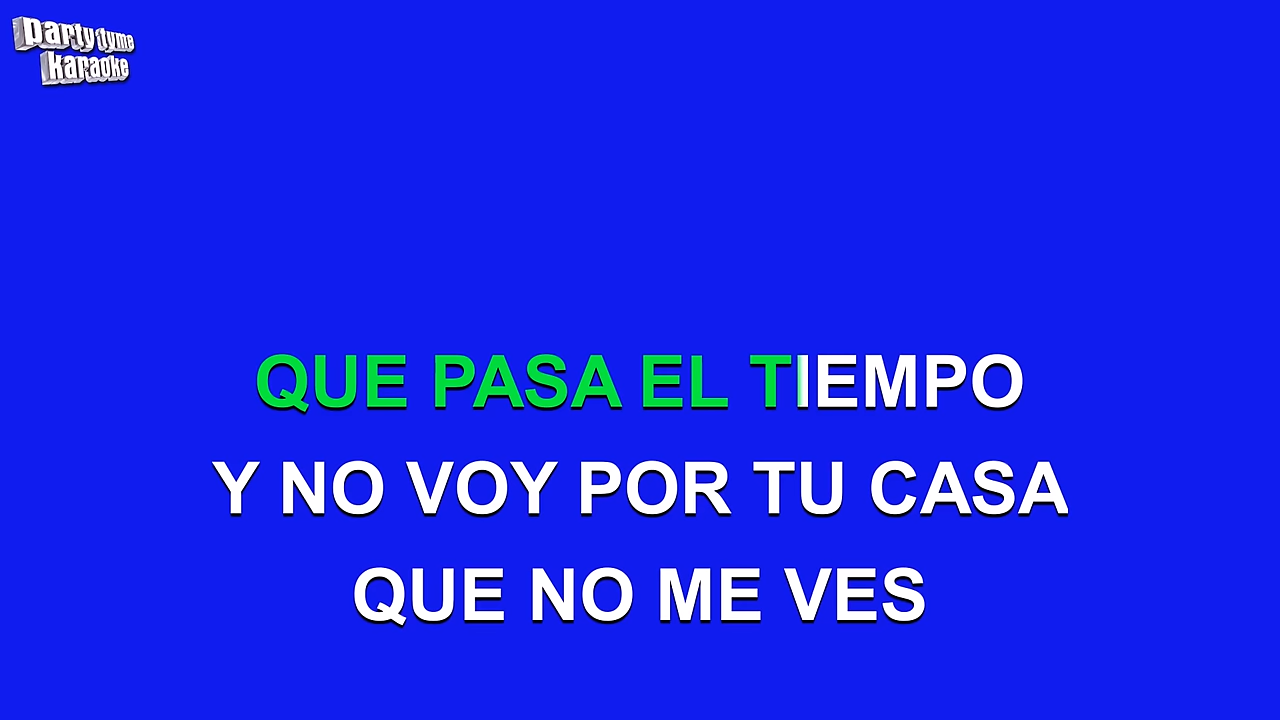 party tyme
karaoke
QUE PASA EL TIEMPO
Y NO VOY POR TU CASA
QUE NO ME VES